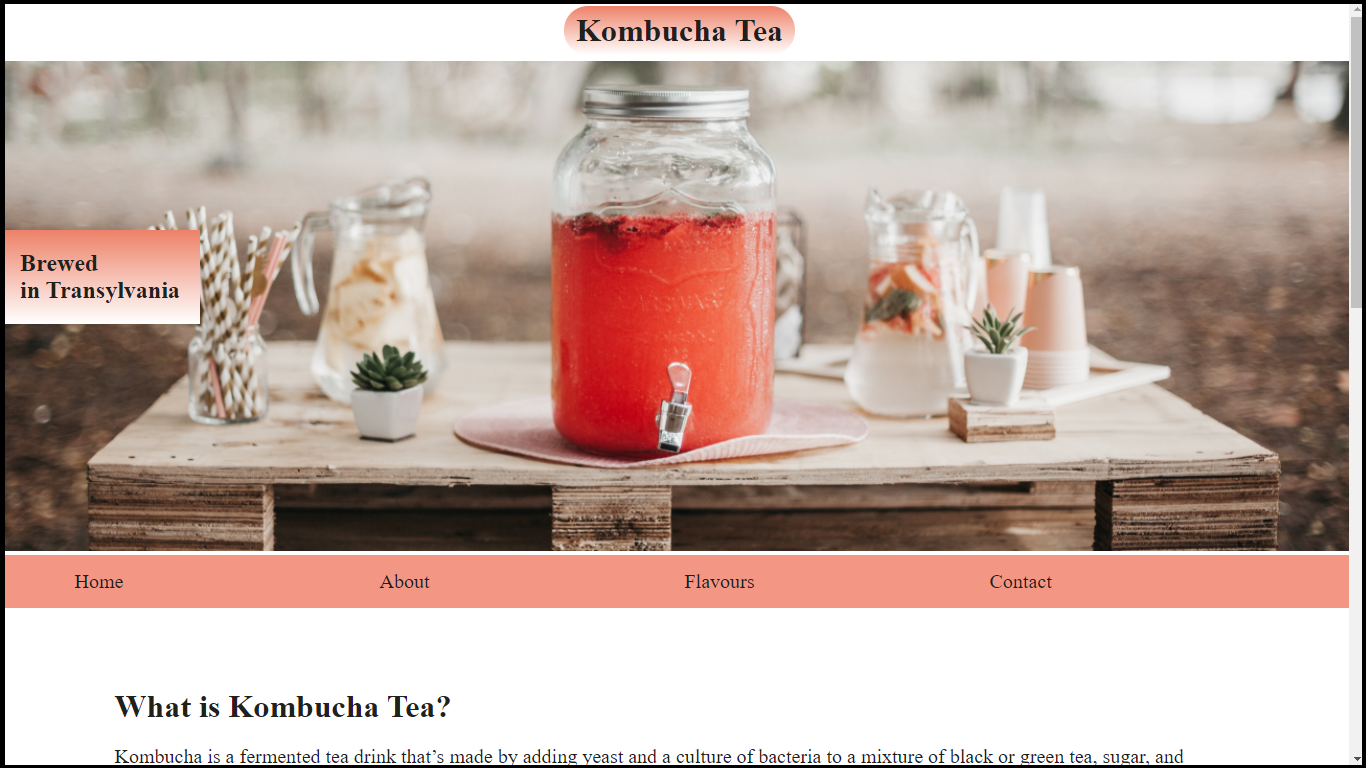 Kombucha Tea
Brewed
in Transylvania
Home About Flavours Contact
What is Kombucha Tea?
Kombucha is a fermented tea drink that’s made by adding yeast and a culture of bacteria to a mixture of black or green tea, sugar, and